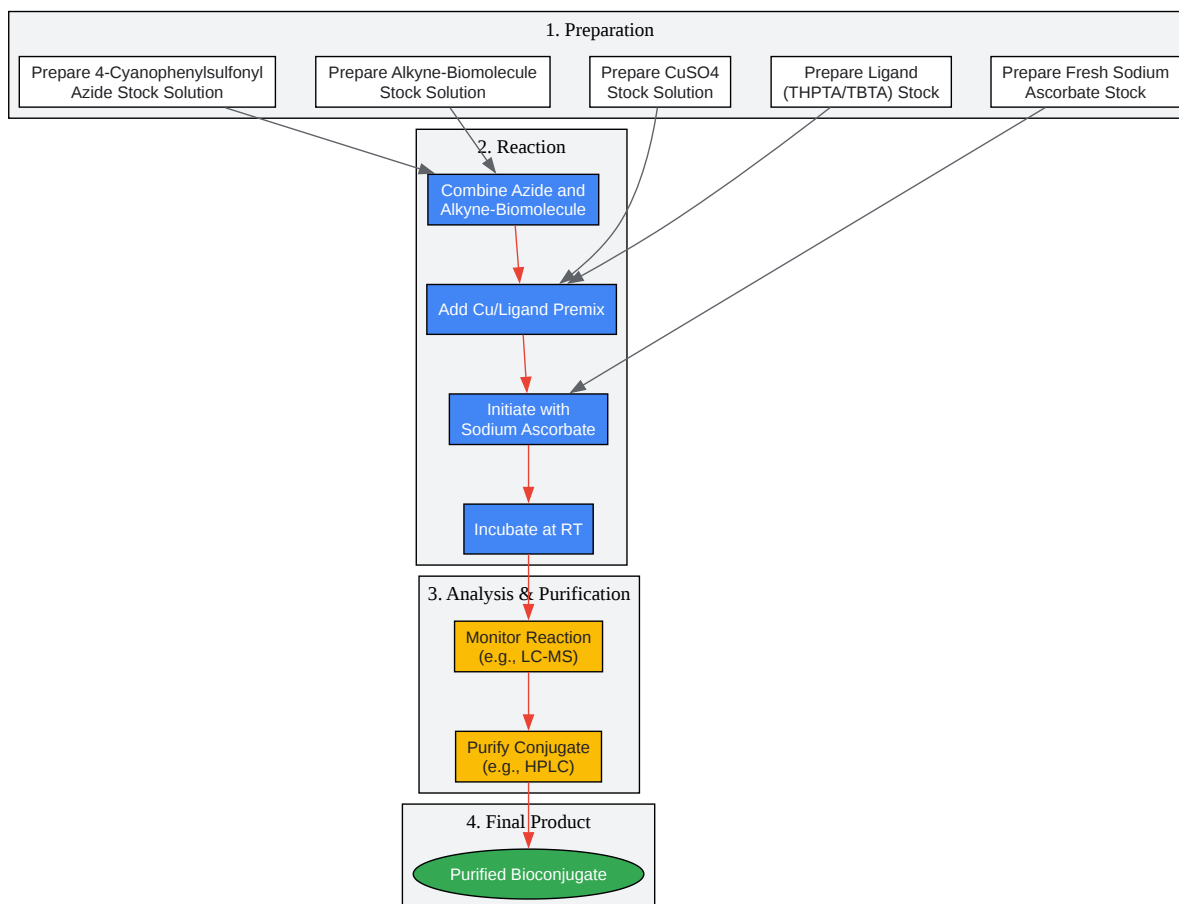 1. Preparation
Prepare 4-Cyanophenylsulfonyl
Azide Stock Solution
Prepare Alkyne-Biomolecule
Stock Solution
Prepare CuSO4
Stock Solution
Prepare Ligand
(THPTA/TBTA) Stock
Prepare Fresh Sodium
Ascorbate Stock
2. Reaction
Combine Azide and
Alkyne-Biomolecule
Add Cu/Ligand Premix
Initiate with
Sodium Ascorbate
Incubate at RT
3. Analysis & Purification
Monitor Reaction
(e.g., LC-MS)
Purify Conjugate
(e.g., HPLC)
4. Final Product
Purified Bioconjugate